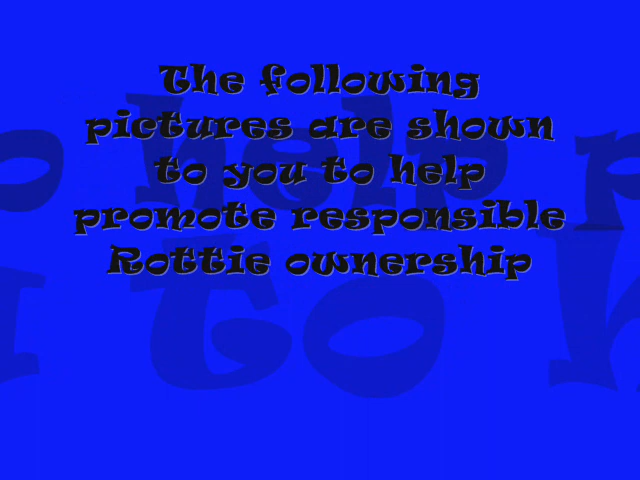 The following
pictures are shown
to you to help
promote responsible
Rottie ownership